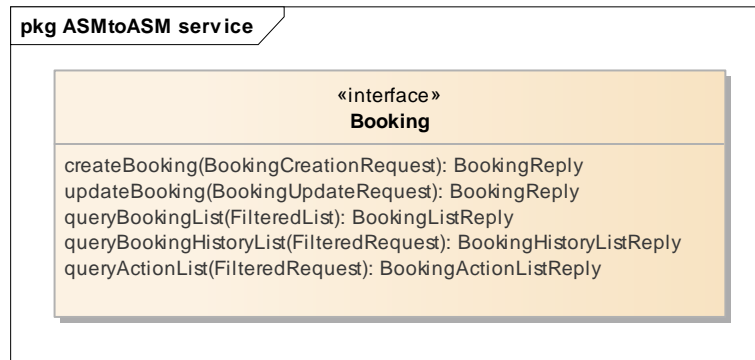 pkg ASMtoASM service
«interface»
Booking
createBooking(BookingCreationRequest): BookingReply
updateBooking(BookingUpdateRequest): BookingReply
queryBookingList(FilteredList): BookingListReply
queryBookingHistoryList(FilteredRequest): BookingHistoryListReply
queryActionList(FilteredRequest): BookingActionListReply